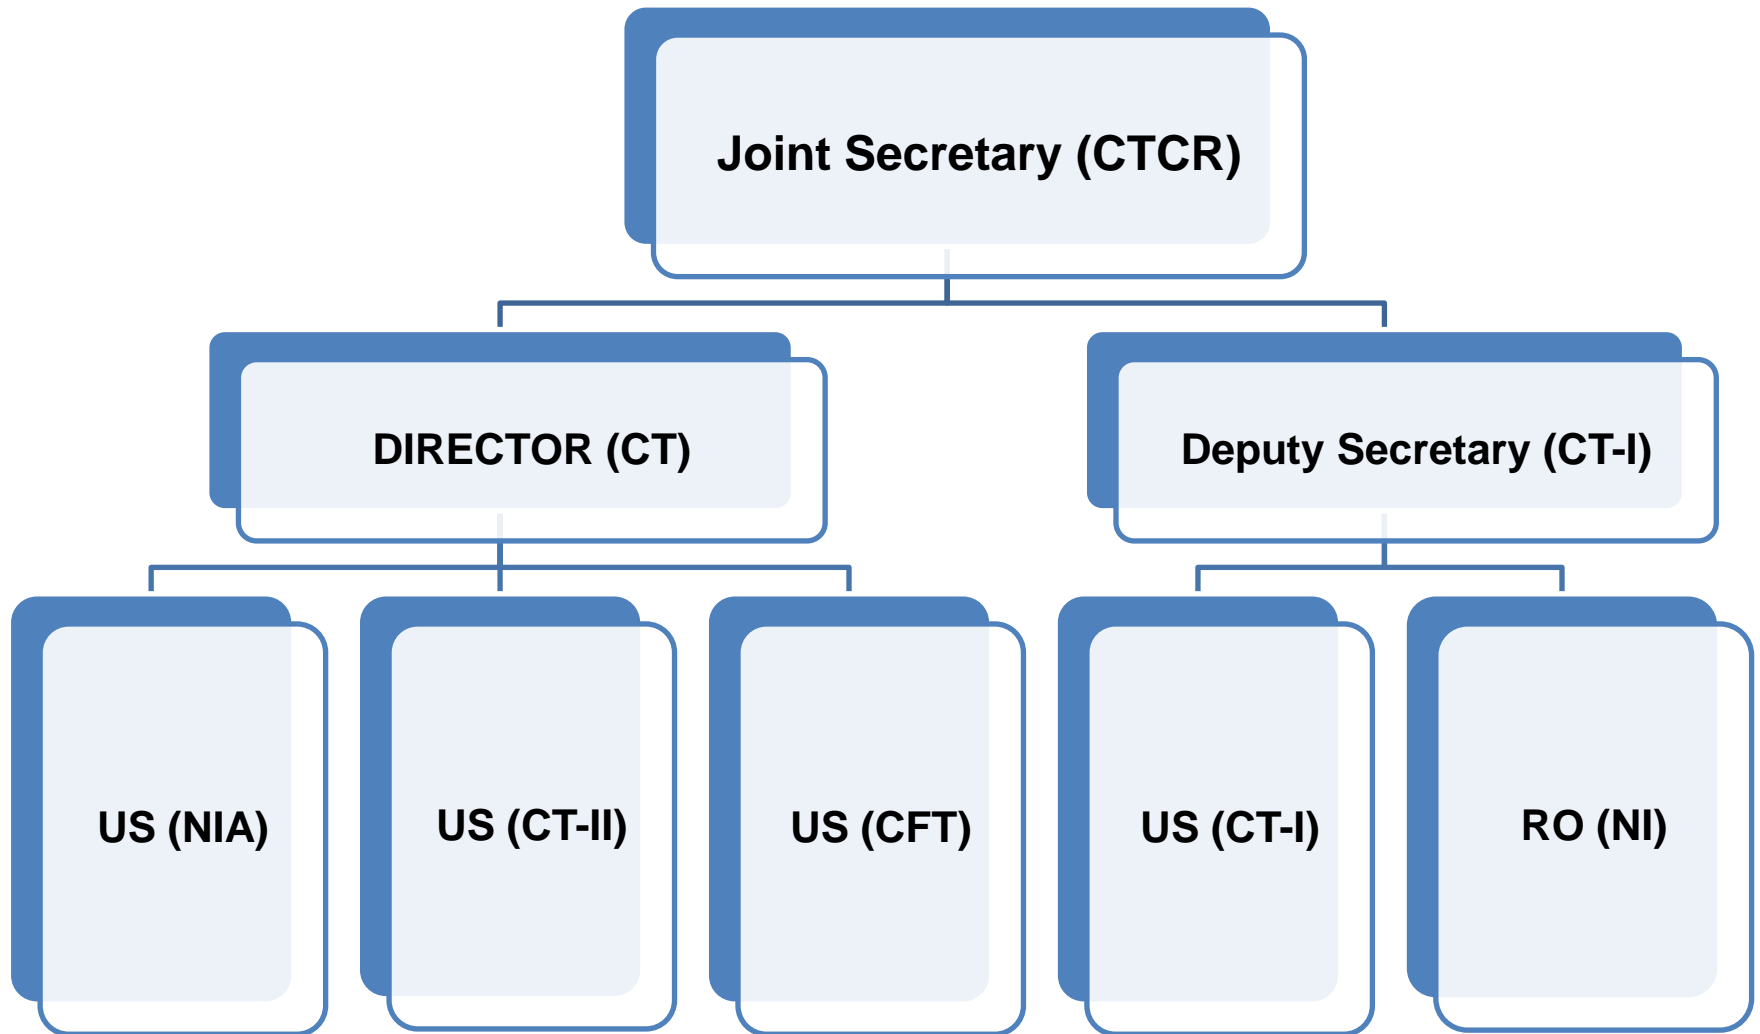 Joint Secretary (CTCR)
DIRECTOR (CT)
Deputy Secretary (CT-I)
US (NIA)
US (CT-II)
US (CFT)
US (CT-I)
RO (NI)